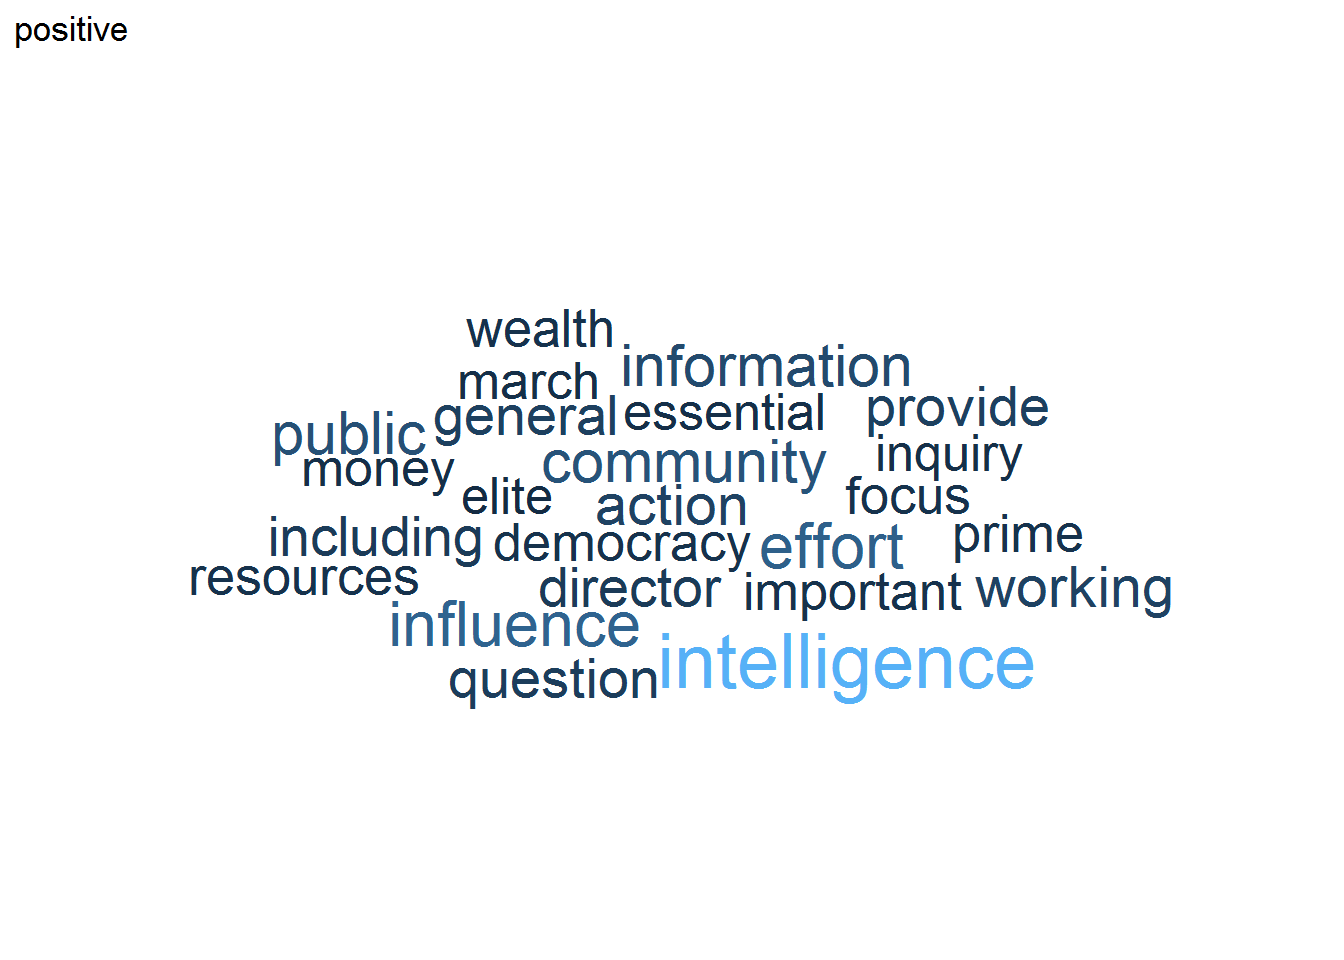 positive
wealth
information
march
provide
general
essential
public
inquiry
community
money
elite
focus
action
prime
including
democracy
effort
resources
director
important
working
influence
intelligence
question